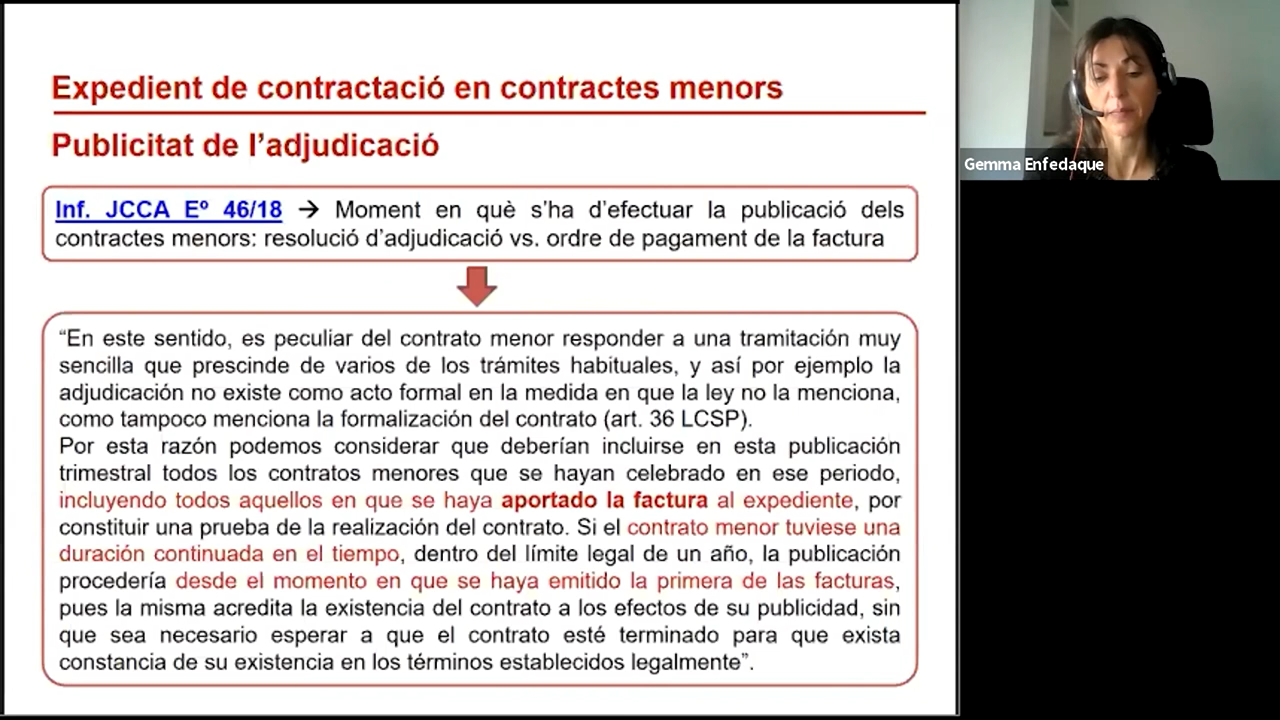 Expedient de contractació en contractes menors
Publicitat de l’adjudicació
Inf. JCCA Eº 46/18 → Moment en què s’ha d’efectuar la publicació dels
contractes menors: resolució d’adjudicació vs. ordre de pagament de la factura
“En este sentido, es peculiar del contrato menor responder a una tramitación muy
sencilla que prescinde de varios de los trámites habituales, y así por ejemplo la
adjudicación no existe como acto formal en la medida en que la ley no la menciona,
como tampoco menciona la formalización del contrato (art. 36 LCSP).
Por esta razón podemos considerar que deberían incluirse en esta publicación
trimestral todos los contratos menores que se hayan celebrado en ese periodo,
incluyendo todos aquellos en que se haya aportado la factura al expediente, por
constituir una prueba de la realización del contrato. Si el contrato menor tuviese una
duración continuada en el tiempo, dentro del límite legal de un año, la publicación
procedería desde el momento en que se haya emitido la primera de las facturas,
pues la misma acredita la existencia del contrato a los efectos de su publicidad, sin
que sea necesario esperar a que el contrato esté terminado para que exista
constancia de su existencia en los términos establecidos legalmente”.
Gemma Enfedaque